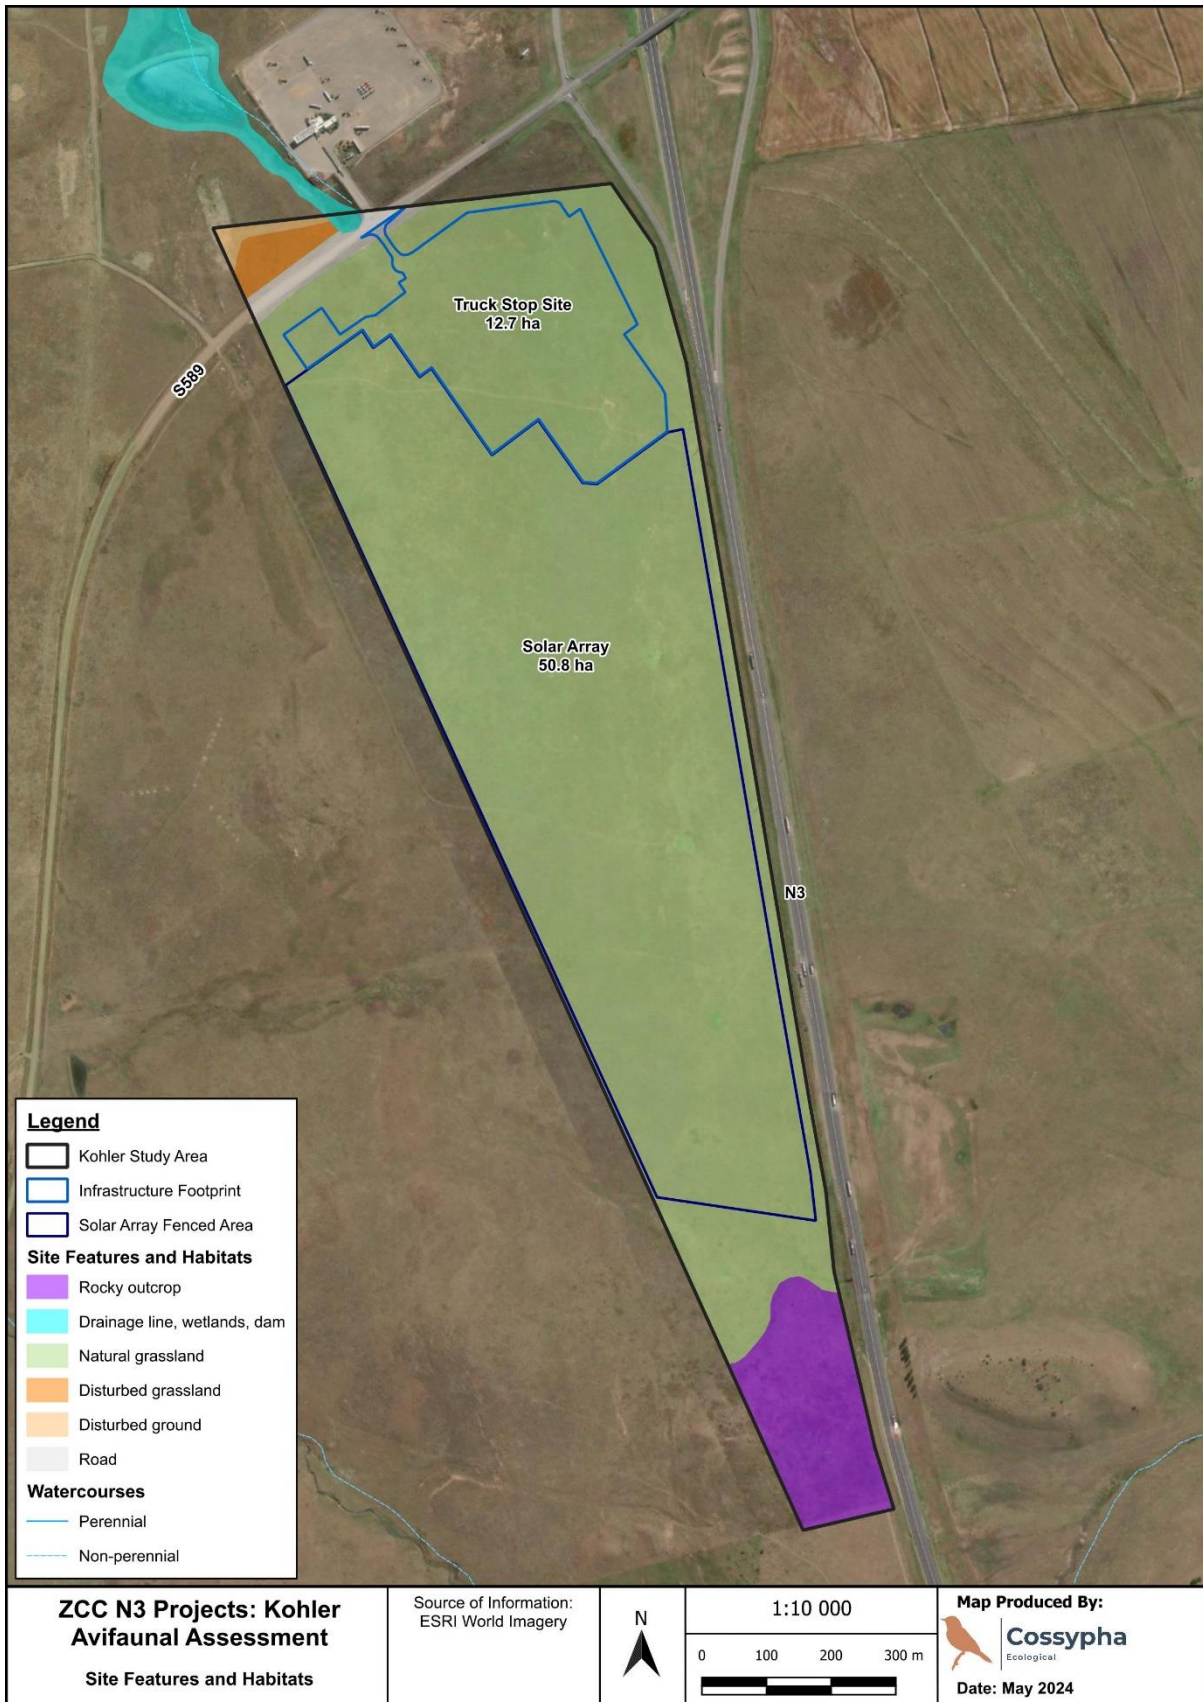 Truck Stop Site
12.7 ha
S589
Solar Array
50.8 ha
N3
Legend
Kohler Study Area
Infrastructure Footprint
Solar Array Fenced Area
Site Features and Habitats
Rocky outcrop
Drainage line, wetlands, dam
Natural grassland
Disturbed grassland
Disturbed ground
Road
Watercourses
Perennial
Non-perennial
ZCC N3 Projects: Kohler
Avifaunal Assessment
Site Features and Habitats
Source of Information:
ESRI World Imagery
N
1:10 000
0 100 200 300 m
Map Produced By:
Cossypha
Ecological
Date: May 2024